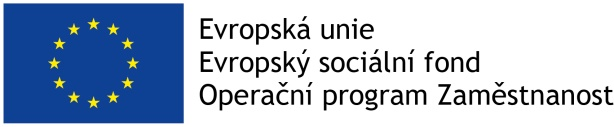 Evropská unie
Evropský sociální fond
Operační program Zaměstnanost